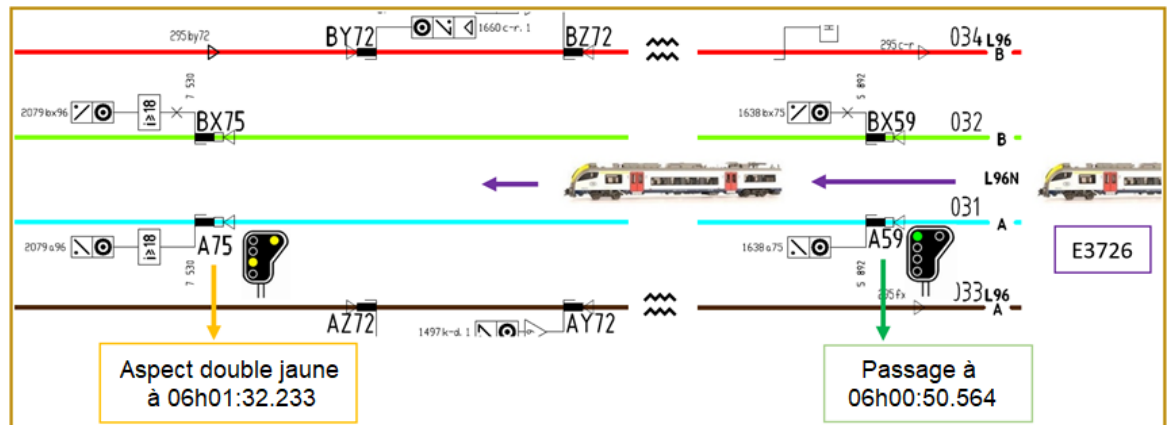 295by72
BY72
1660c-r. 1
BZ72
295c-r
034 L96
B
2079bx96
i≥18
7 530
BX75
1638bx75
5 892
BX59
032
B
L96N
031
A
2079a96
i≥18
7 530
A75
1638a75
5 892
A59
E3726
295fx
033 L96
A
AZ72
1497k-d. 1
AY72
Aspect double jaune
à 06h01:32.233
Passage à
06h00:50.564